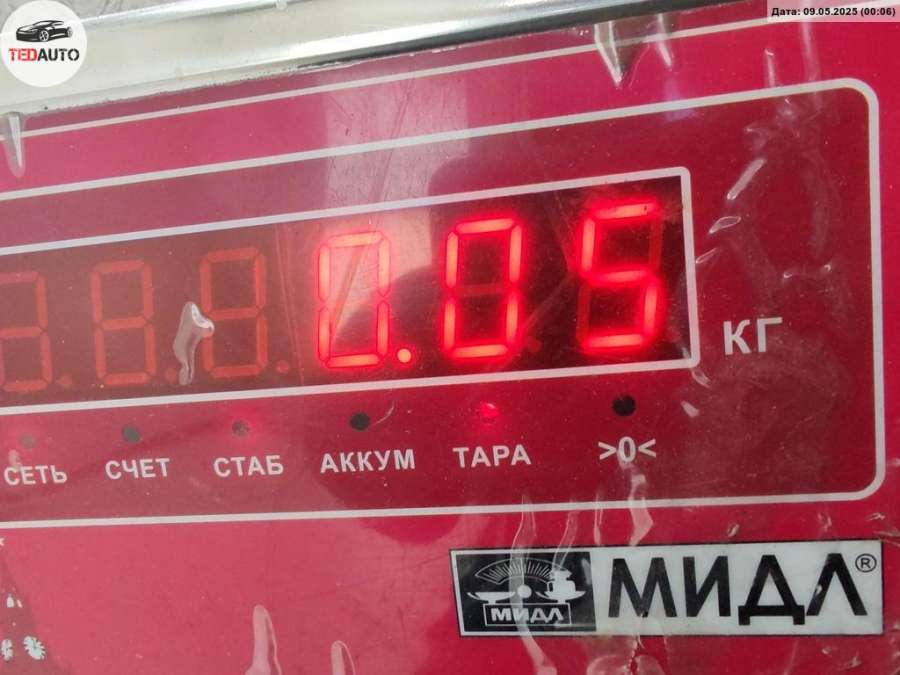 TEDAUTO
Дата: 09.05.2025 (00:06)
0.05
КГ
СЕТЬ СЧЕТ СТАБ АККУМ ТАРА >0<
МИДЛ МИДЛ®